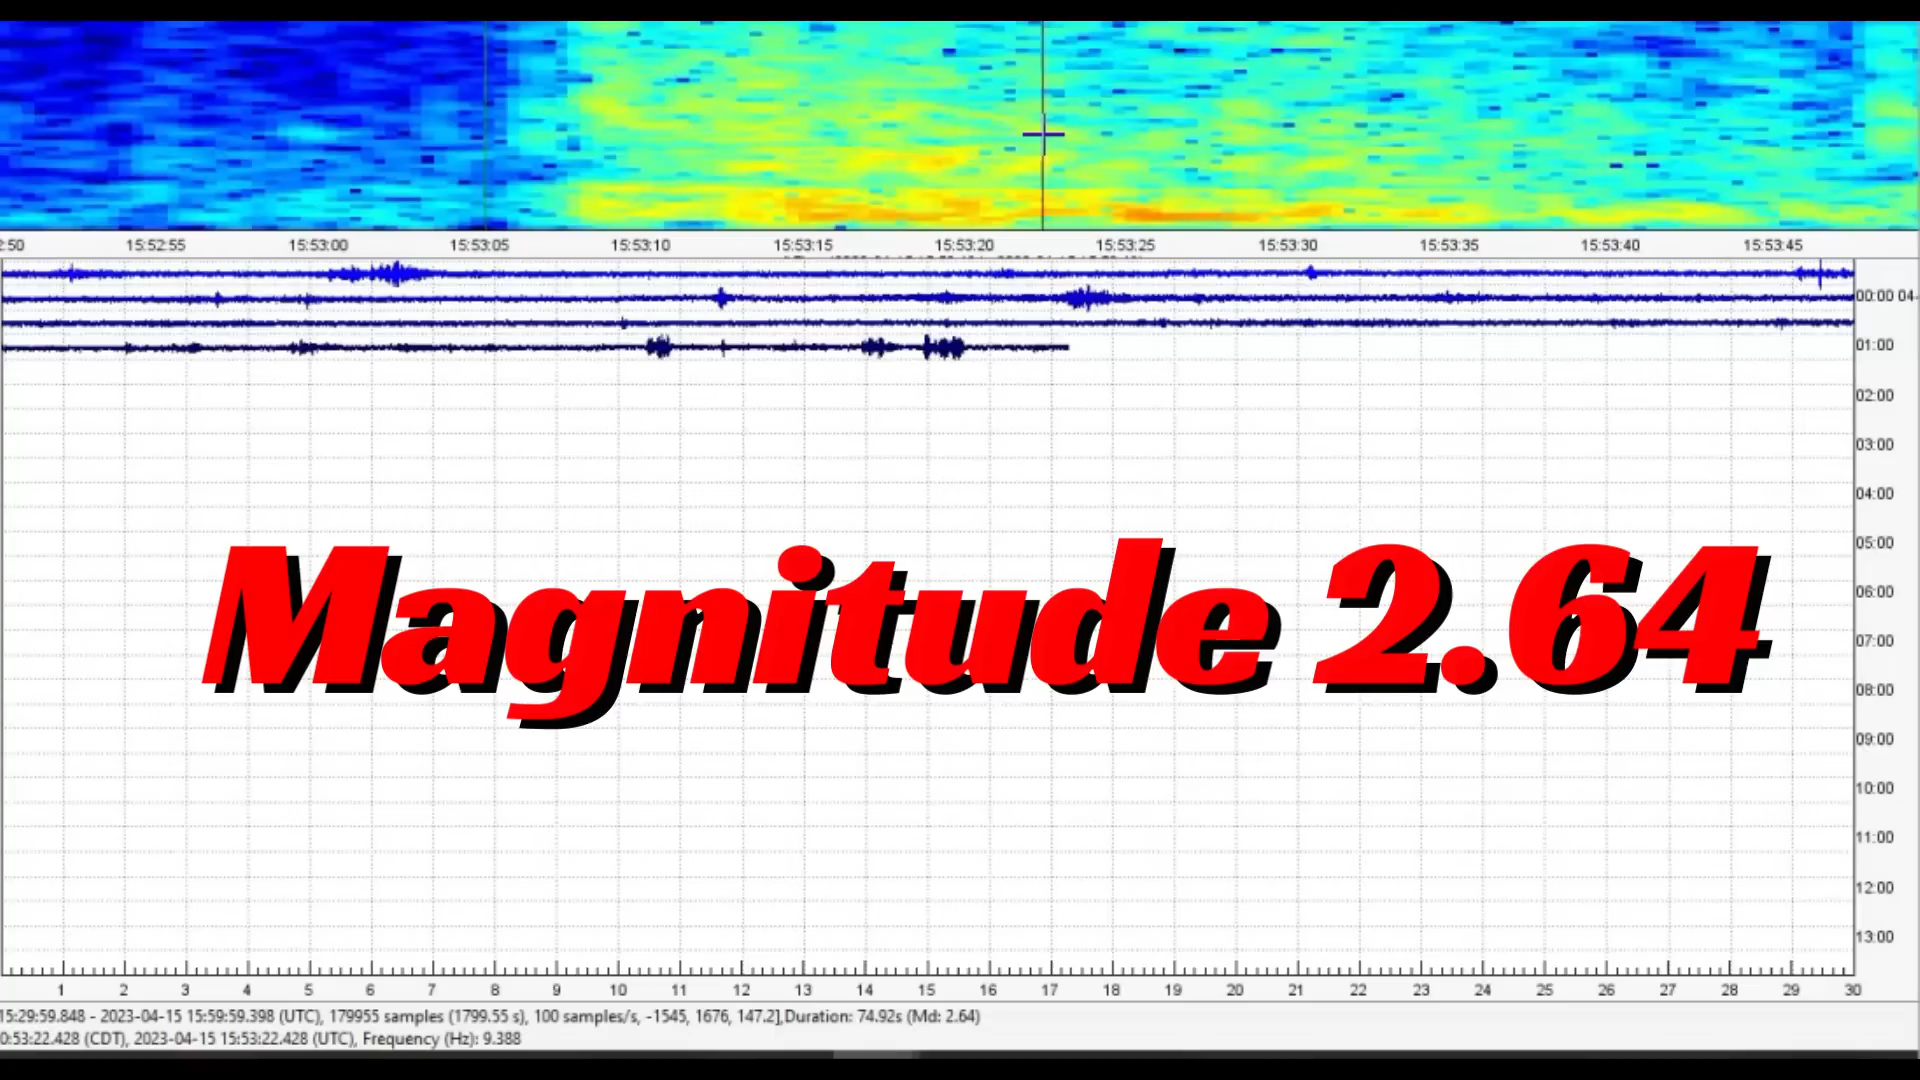 2:50 15:52:55 15:53:00 15:53:05 15:53:10 15:53:15 15:53:20 15:53:25 15:53:30 15:53:35 15:53:40 15:53:45
00:00 04
01:00
02:00
03:00
04:00
05:00
Magnitude 2.64
06:00
07:00
08:00
09:00
10:00
11:00
12:00
13:00
1 2 3 4 5 6 7 8 9 10 11 12 13 14 15 16 17 18 19 20 21 22 23 24 25 26 27 28 29 30
15:29:59.848 - 2023-04-15 15:59:59.398 (UTC), 179955 samples (1799.55 s), 100 samples/s, -1545, 1676, 147.2],Duration: 74.92s (Md: 2.64)
0:53:22.428 (CDT), 2023-04-15 15:53:22.428 (UTC), Frequency (Hz): 9.388